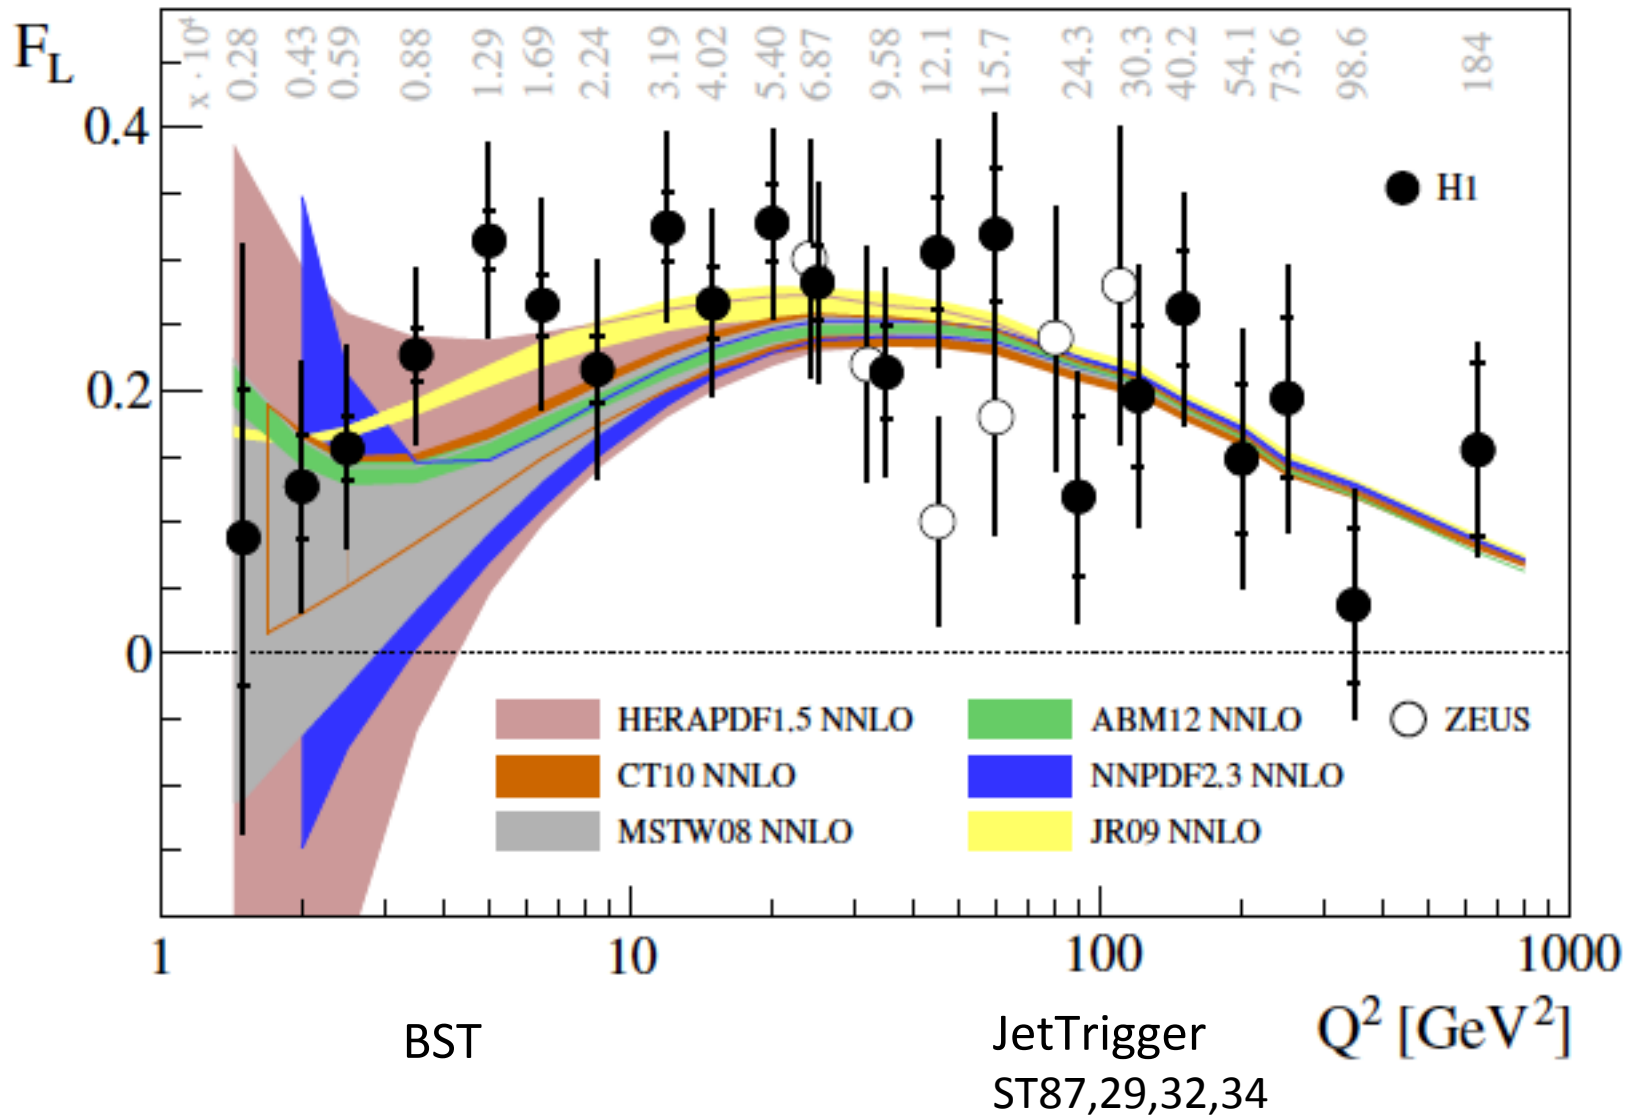 F_L
x · 10⁴ 0.28 0.43 0.59 0.88 1.29 1.69 2.24 3.19 4.02 5.40 6.87 9.58 12.1 15.7 24.3 30.3 40.2 54.1 73.6 98.6 184
0.4
H1
0.2
0
HERAPDF1.5 NNLO ABM12 NNLO ZEUS
CT10 NNLO NNPDF2.3 NNLO
MSTW08 NNLO JR09 NNLO
1 10 100 1000
Q² [GeV²]
BST JetTrigger
ST87,29,32,34